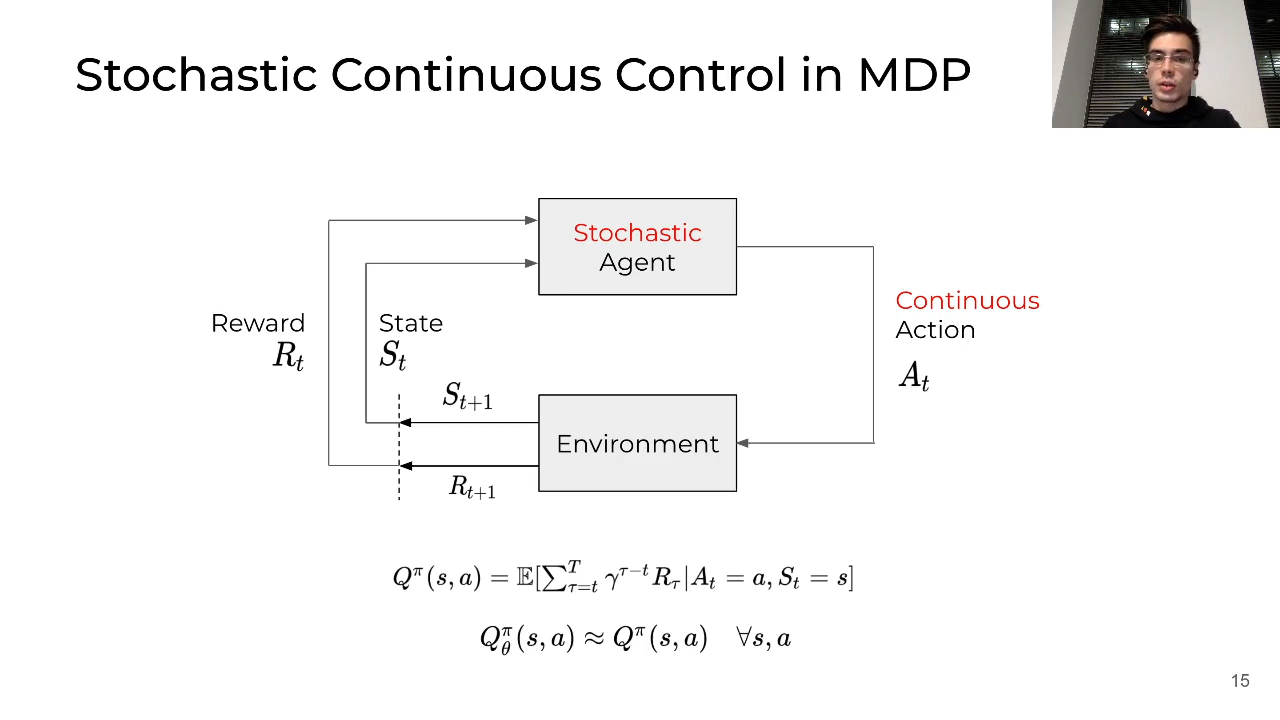 Stochastic Continuous Control in MDP
Stochastic
Agent
Continuous
Action
A_t
Reward
R_t
State
S_t
S_{t+1}
Environment
R_{t+1}
Q^π(s, a) = 𝔼[∑_{τ=t}^{T} γ^{τ−t} R_τ | A_t = a, S_t = s]
Q_θ^π(s, a) ≈ Q^π(s, a) ∀s, a
15